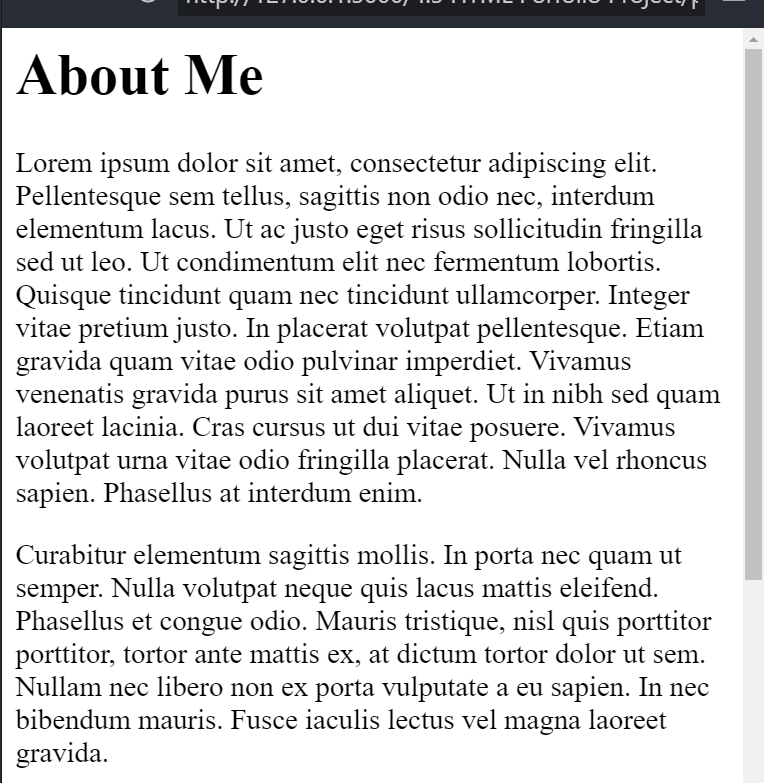 About Me
Lorem ipsum dolor sit amet, consectetur adipiscing elit.
Pellentesque sem tellus, sagittis non odio nec, interdum
elementum lacus. Ut ac justo eget risus sollicitudin fringilla
sed ut leo. Ut condimentum elit nec fermentum lobortis.
Quisque tincidunt quam nec tincidunt ullamcorper. Integer
vitae pretium justo. In placerat volutpat pellentesque. Etiam
gravida quam vitae odio pulvinar imperdiet. Vivamus
venenatis gravida purus sit amet aliquet. Ut in nibh sed quam
laoreet lacinia. Cras cursus ut dui vitae posuere. Vivamus
volutpat urna vitae odio fringilla placerat. Nulla vel rhoncus
sapien. Phasellus at interdum enim.
Curabitur elementum sagittis mollis. In porta nec quam ut
semper. Nulla volutpat neque quis lacus mattis eleifend.
Phasellus et congue odio. Mauris tristique, nisl quis porttitor
porttitor, tortor ante mattis ex, at dictum tortor dolor ut sem.
Nullam nec libero non ex porta vulputate a eu sapien. In nec
bibendum mauris. Fusce iaculis lectus vel magna laoreet
gravida.